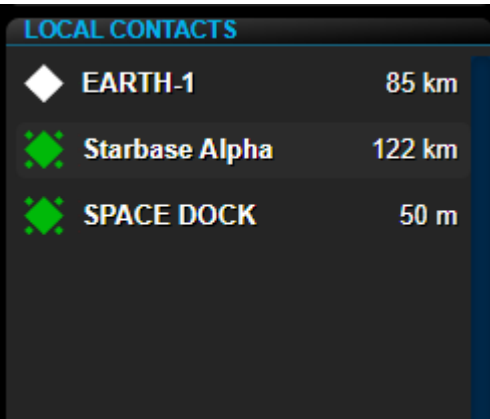 LOCAL CONTACTS
EARTH-1 85 km
Starbase Alpha 122 km
SPACE DOCK 50 m